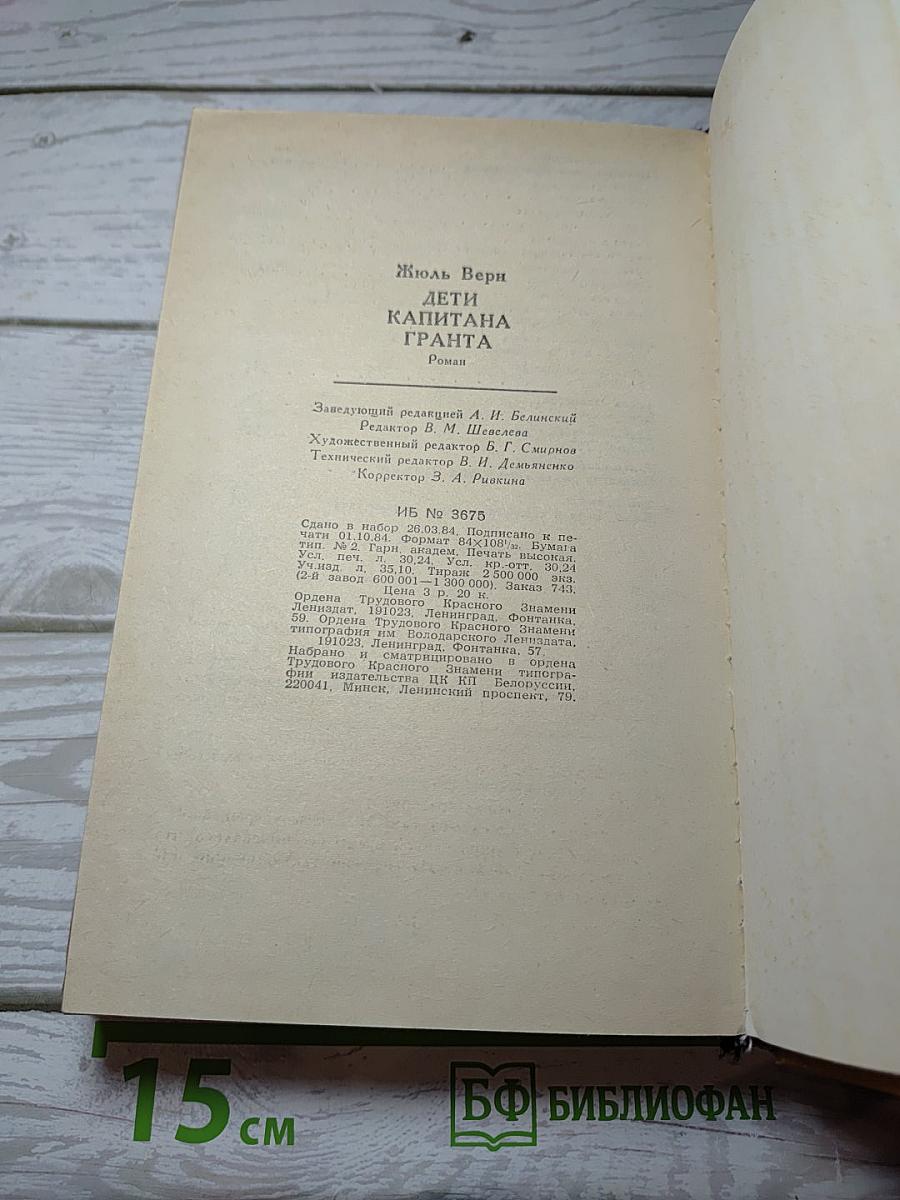 Жюль Верн
ДЕТИ
КАПИТАНА
ГРАНТА
Роман
Заведующий редакцией А. И. Белинский
Редактор В. М. Шевелева
Художественный редактор Б. Г. Смирнов
Технический редактор В. И. Демьяненко
Корректор З. А. Ривкина
ИБ № 3675
Сдано в набор 26.03.84. Подписано к пе-
чати 01.10.84. Формат 84×108¹/₃₂. Бумага
тип. № 2. Гарн. академ. Печать высокая.
Усл. печ. л. 30,24. Усл. кр.-отт. 30,24
Уч.изд. л. 35,10. Тираж 2 500 000 экз.
(2-й завод 600 001—1 300 000). Заказ 743.
Цена 3 р. 20 к.
Ордена Трудового Красного Знамени
Лениздат, 191023, Ленинград, Фонтанка,
59. Ордена Трудового Красного Знамени
типография им Володарского Лениздата,
191023, Ленинград, Фонтанка, 57.
Набрано и сматрицировано в ордена
Трудового Красного Знамени типогра-
фии издательства ЦК КП Белоруссии,
220041, Минск, Ленинский проспект, 79.
15 см
БФ БИБЛИОФАН